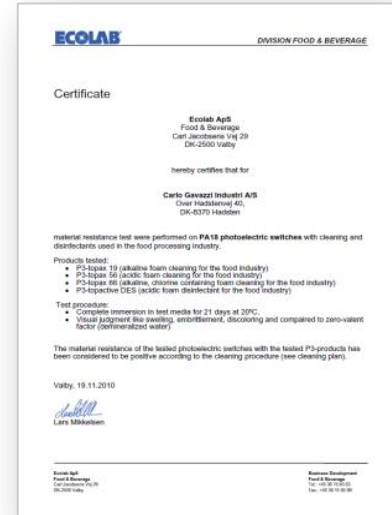 ECOLAB
DIVISION FOOD & BEVERAGE
Certificate
Ecolab ApS
Food & Beverage
Carl Jacobsens Vej 29
DK-2500 Valby
hereby certifies that for
Carlo Gavazzi Industri A/S
Over Hadstenvej 40,
DK-8370 Hadsten
material resistance test were performed on PA18 photoelectric switches with cleaning and
disinfectants used in the food processing industry.
Products tested:
• P3-topax 19 (alkaline foam cleaning for the food industry)
• P3-topax 56 (acidic foam cleaning for the food industry)
• P3-topax 66 (alkaline, chlorine containing foam cleaning for the food industry)
• P3-topactive DES (acidic foam disinfectant for the food industry)
Test procedure:
• Complete immersion in test media for 21 days at 20ºC.
• Visual judgment like swelling, embrittlement, discoloring and compaired to zero-valent
factor (demineralized water)
The material resistance of the tested photoelectric switches with the tested P3-products has
been considered to be positive according to the cleaning procedure (see cleaning plan).
Valby, 19.11.2010
Lars Mikkelsen
Ecolab ApS
Food & Beverage
Carl Jacobsens Vej 29
DK-2500 Valby
Business Development
Food & Beverage